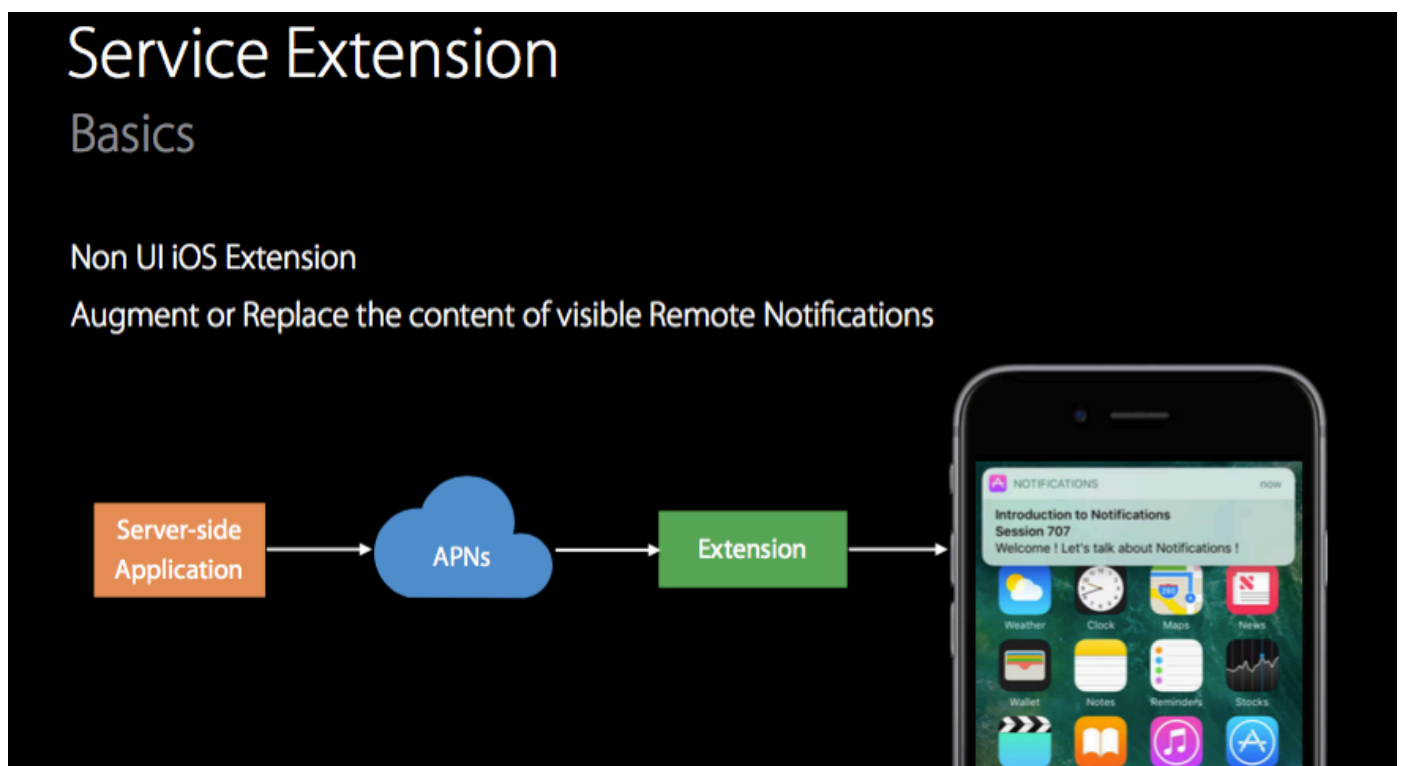 Service Extension
Basics
Non UI iOS Extension
Augment or Replace the content of visible Remote Notifications
Server-side
Application
APNs
Extension
NOTIFICATIONS now
Introduction to Notifications
Session 707
Welcome ! Let's talk about Notifications !
280
Weather Clock Maps News
Wallet Notes Reminders Stocks